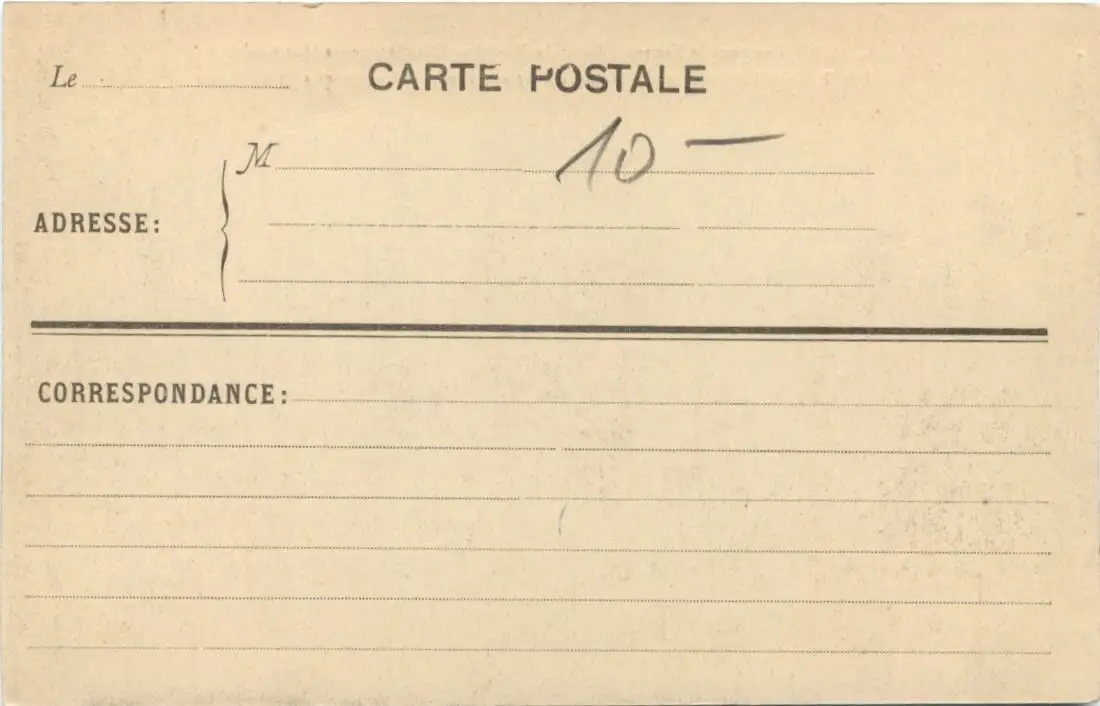 Le CARTE POSTALE
M 10 —
ADRESSE:
CORRESPONDANCE: